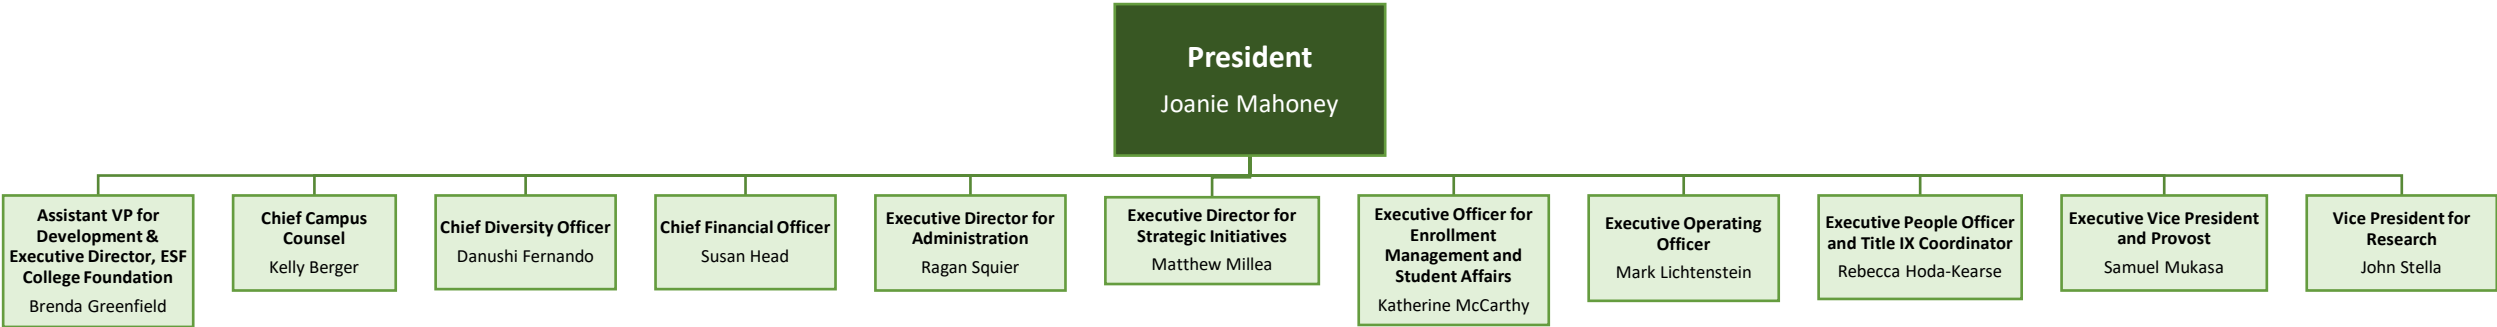 President
Joanie Mahoney
Assistant VP for
Development &
Executive Director, ESF
College Foundation
Brenda Greenfield
Chief Campus
Counsel
Kelly Berger
Chief Diversity Officer
Danushi Fernando
Chief Financial Officer
Susan Head
Executive Director for
Administration
Ragan Squier
Executive Director for
Strategic Initiatives
Matthew Millea
Executive Officer for
Enrollment
Management and
Student Affairs
Katherine McCarthy
Executive Operating
Officer
Mark Lichtenstein
Executive People Officer
and Title IX Coordinator
Rebecca Hoda-Kearse
Executive Vice President
and Provost
Samuel Mukasa
Vice President for
Research
John Stella